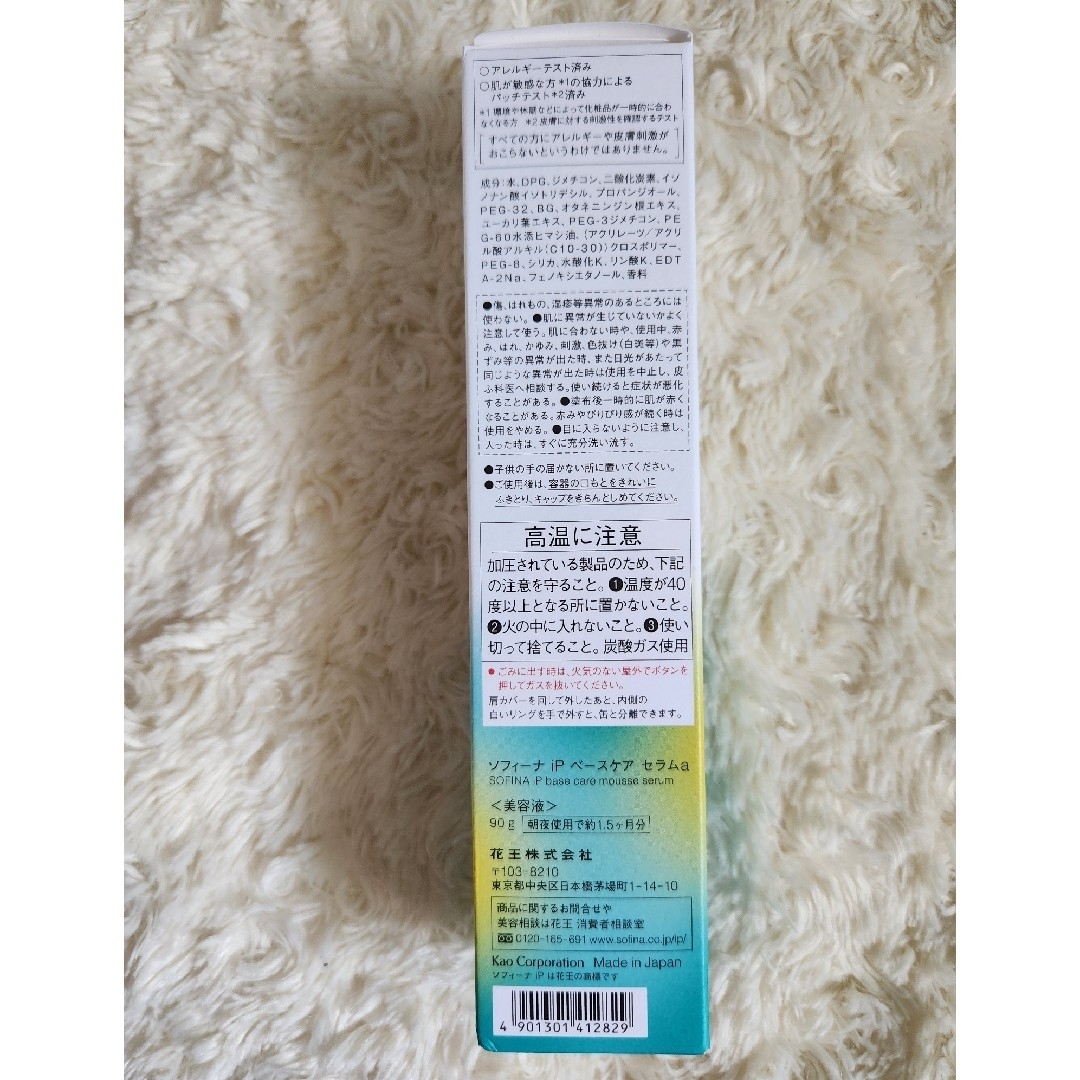 ○アレルギーテスト済み
○肌が敏感な方*1の協力による
パッチテスト*2済み
*1 環境や体調などによって化粧品が一時的に合わ
なくなる方 *2 皮膚に対する刺激性を確認するテスト
すべての方にアレルギーや皮膚刺激が
おこらないというわけではありません。
成分:水、DPG、ジメチコン、二酸化炭素、イソ
ノナン酸イソトリデシル、プロパンジオール、
PEG-32、BG、オタネニンジン根エキス、
ユーカリ葉エキス、PEG-3ジメチコン、PE
G-60水添ヒマシ油、(アクリレーツ/アクリ
ル酸アルキル(C10-30))クロスポリマー、
PEG-8、シリカ、水酸化K、リン酸K、EDT
A-2Na、フェノキシエタノール、香料
●傷、はれもの、湿疹等異常のあるところには
使わない。●肌に異常が生じていないかよく
注意して使う。肌に合わない時や、使用中、赤
み、はれ、かゆみ、刺激、色抜け(白斑等)や黒
ずみ等の異常が出た時、また日光があたって
同じような異常が出た時は使用を中止し、皮
ふ科医へ相談する。使い続けると症状が悪化
することがある。●塗布後一時的に肌が赤く
なることがある。赤みやぴりぴり感が続く時は
使用をやめる。●目に入らないように注意し、
入った時は、すぐに充分洗い流す。
●子供の手の届かない所に置いてください。
●ご使用後は、容器の口もとをきれいに
ふきとり、キャップをきちんとしめてください。
高温に注意
加圧されている製品のため、下記
の注意を守ること。❶温度が40
度以上となる所に置かないこと。
❷火の中に入れないこと。❸使い
切って捨てること。炭酸ガス使用
●ごみに出す時は、火気のない屋外でボタンを
押してガスを抜いてください。
肩カバーを回して外したあと、内側の
白いリングを手で外すと、缶と分離できます。
ソフィーナ iP ベースケア セラムa
SOFINA iP base care mousse serum
<美容液>
90g 朝夜使用で約1.5ヶ月分
花王株式会社
〒103-8210
東京都中央区日本橋茅場町1-14-10
商品に関するお問合せや
美容相談は花王 消費者相談室
0120-165-691 www.sofina.co.jp/ip/
Kao Corporation Made in Japan
ソフィーナ iP は花王の商標です
4 901301 412829